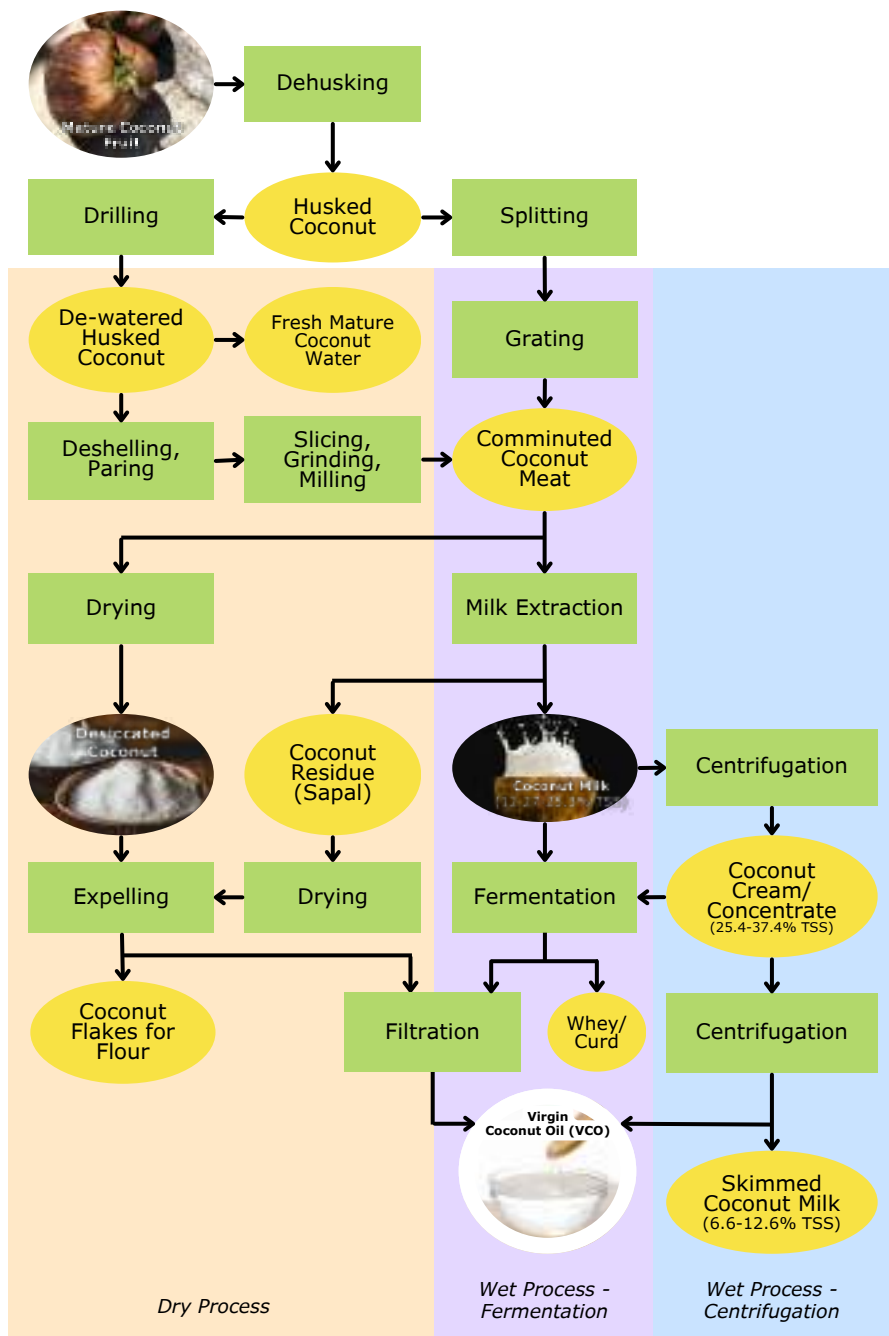 Mature Coconut
Fruit
Dehusking
Drilling
Husked
Coconut
Splitting
De-watered
Husked
Coconut
Fresh Mature
Coconut
Water
Grating
Deshelling,
Paring
Slicing,
Grinding,
Milling
Comminuted
Coconut
Meat
Drying
Milk Extraction
Desiccated
Coconut
Coconut
Residue
(Sapal)
Coconut Milk
Centrifugation
Expelling
Drying
Fermentation
Coconut
Cream/
Concentrate
(25.4-37.4% TSS)
Coconut
Flakes for
Flour
Filtration
Whey/
Curd
Centrifugation
Virgin
Coconut Oil (VCO)
Skimmed
Coconut Milk
(6.6-12.6% TSS)
Dry Process
Wet Process -
Fermentation
Wet Process -
Centrifugation